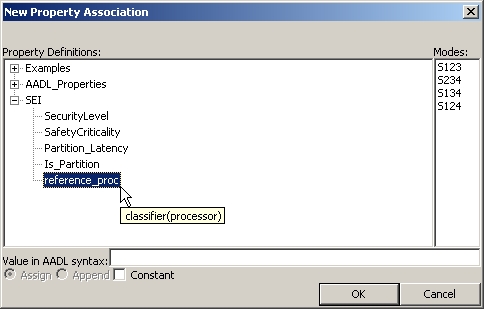 New Property Association
Property Definitions:
Modes:
Examples
AADL_Properties
SEI
SecurityLevel
SafetyCriticality
Partition_Latency
Is_Partition
reference_proc
classifier(processor)
S123
S234
S134
S124
Value in AADL syntax:
Assign Append Constant
OK Cancel